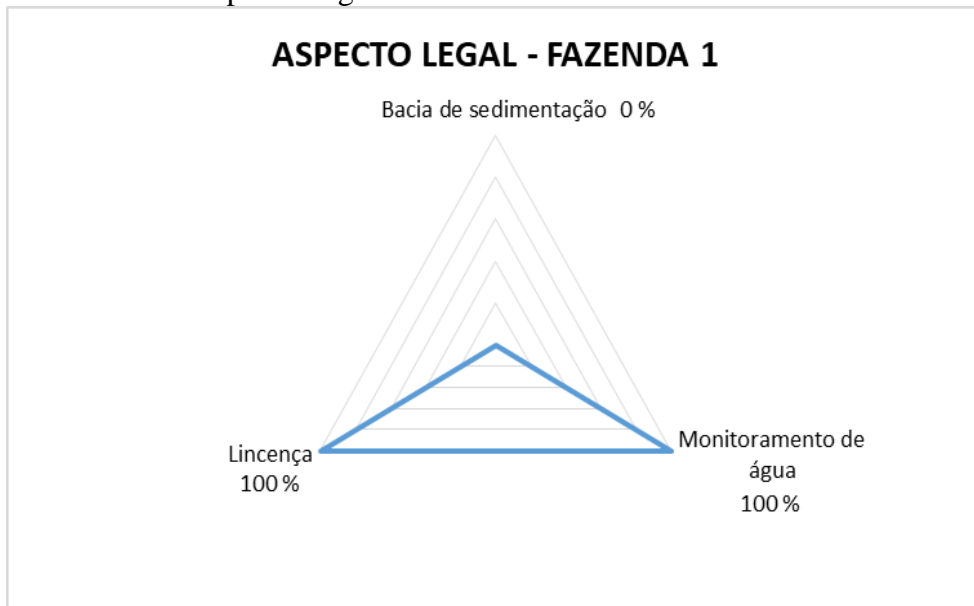 ASPECTO LEGAL - FAZENDA 1
Bacia de sedimentação 0 %
Lincença
100 %
Monitoramento de
água
100 %